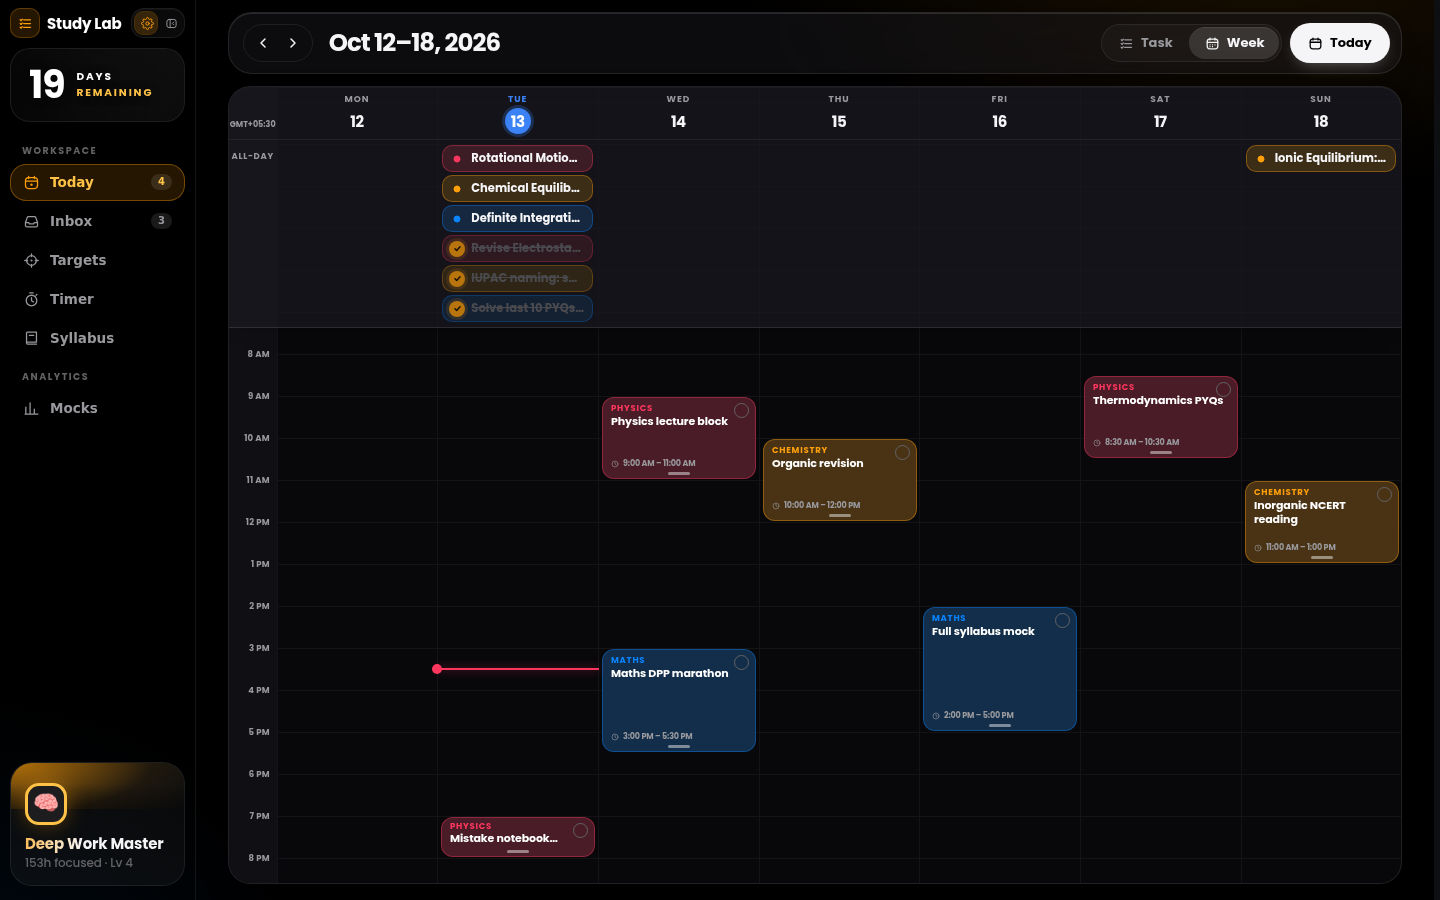 Study Lab
19 DAYS REMAINING
WORKSPACE
Today 4
Inbox 3
Targets
Timer
Syllabus
ANALYTICS
Mocks
Deep Work Master
153h focused · Lv 4
Oct 12–18, 2026
Task
Week
Today
GMT+05:30
MON 12
TUE 13
WED 14
THU 15
FRI 16
SAT 17
SUN 18
ALL-DAY
Rotational Motio...
Chemical Equilib...
Definite Integrati...
Revise Electrosta...
IUPAC naming: s...
Solve last 10 PYQs...
Ionic Equilibrium:...
8 AM
9 AM
10 AM
11 AM
12 PM
1 PM
2 PM
3 PM
4 PM
5 PM
6 PM
7 PM
8 PM
PHYSICS
Mistake notebook...
PHYSICS
Physics lecture block
9:00 AM – 11:00 AM
MATHS
Maths DPP marathon
3:00 PM – 5:30 PM
CHEMISTRY
Organic revision
10:00 AM – 12:00 PM
MATHS
Full syllabus mock
2:00 PM – 5:00 PM
PHYSICS
Thermodynamics PYQs
8:30 AM – 10:30 AM
CHEMISTRY
Inorganic NCERT
reading
11:00 AM – 1:00 PM